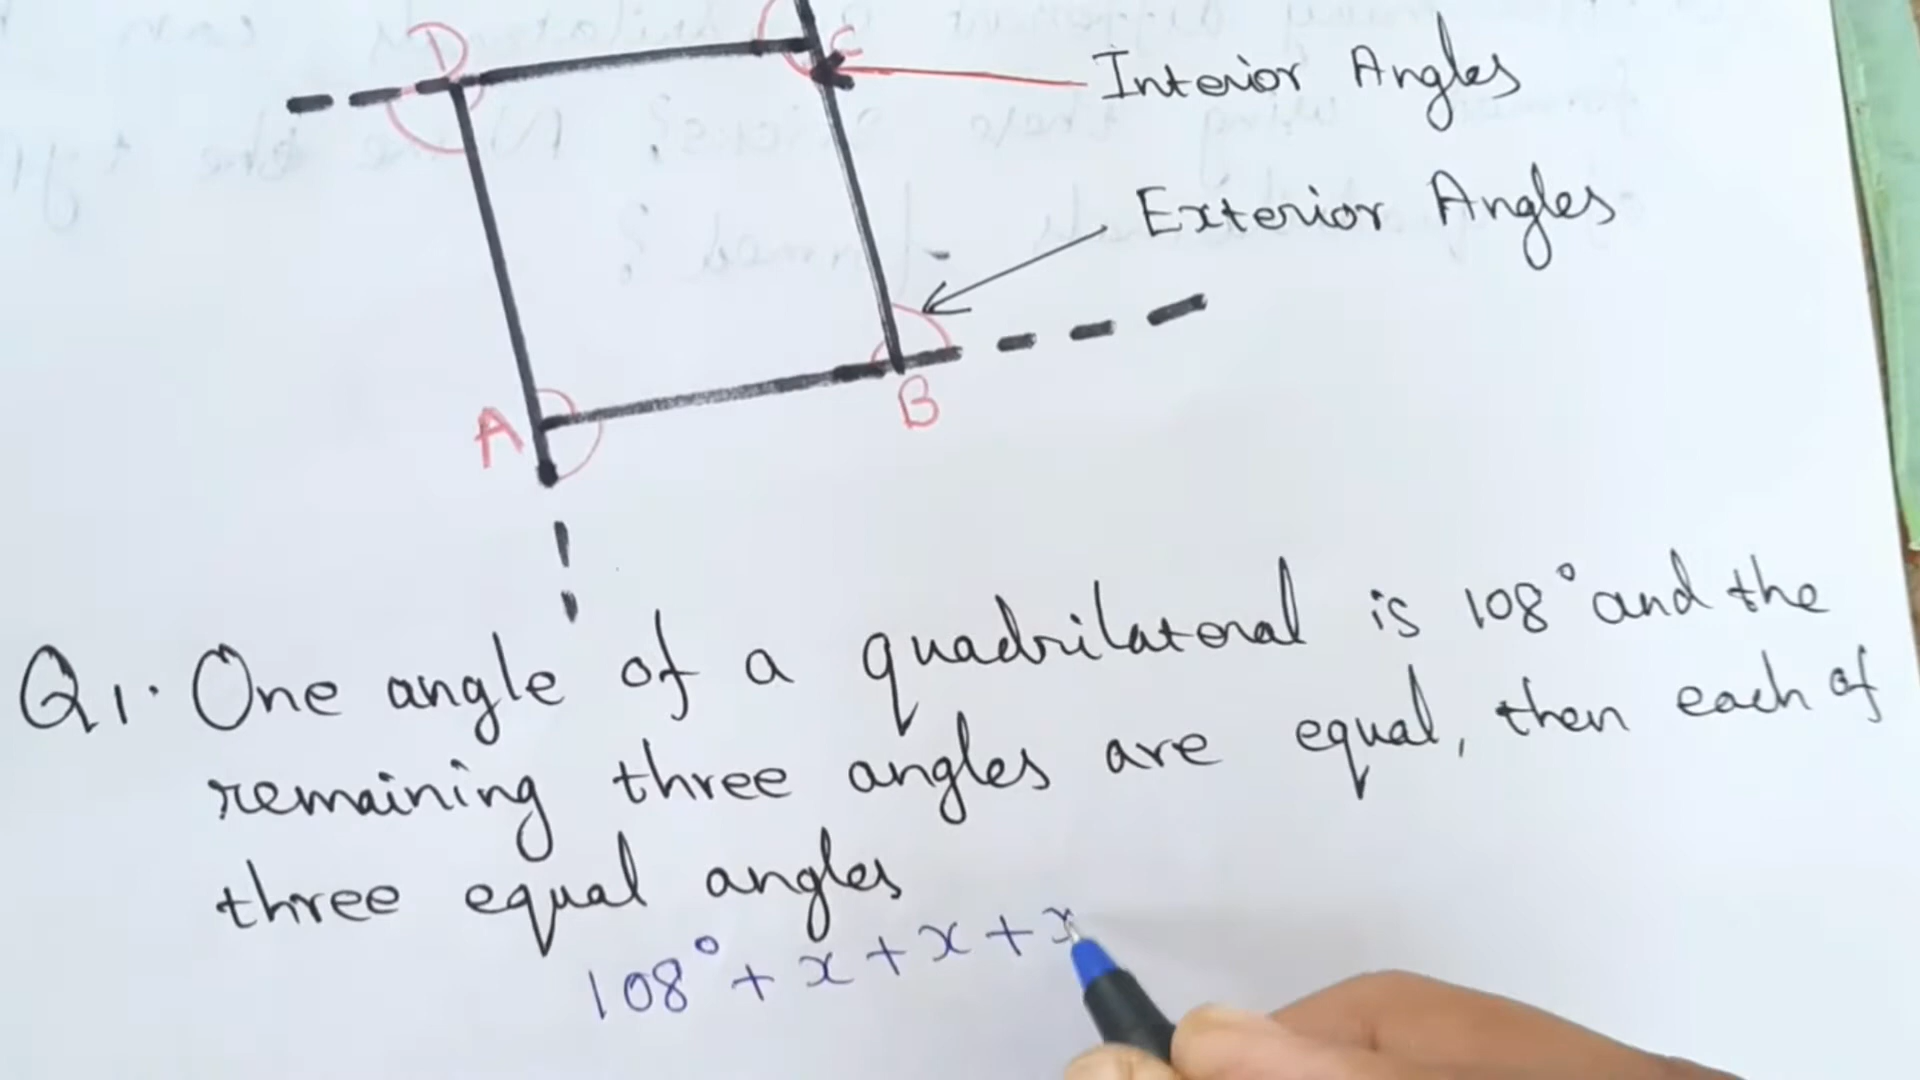 D
C
Interior Angles
Exterior Angles
A
B
Q1. One angle of a quadrilateral is 108° and the
remaining three angles are equal, then each of
three equal angles
108° + x + x + x